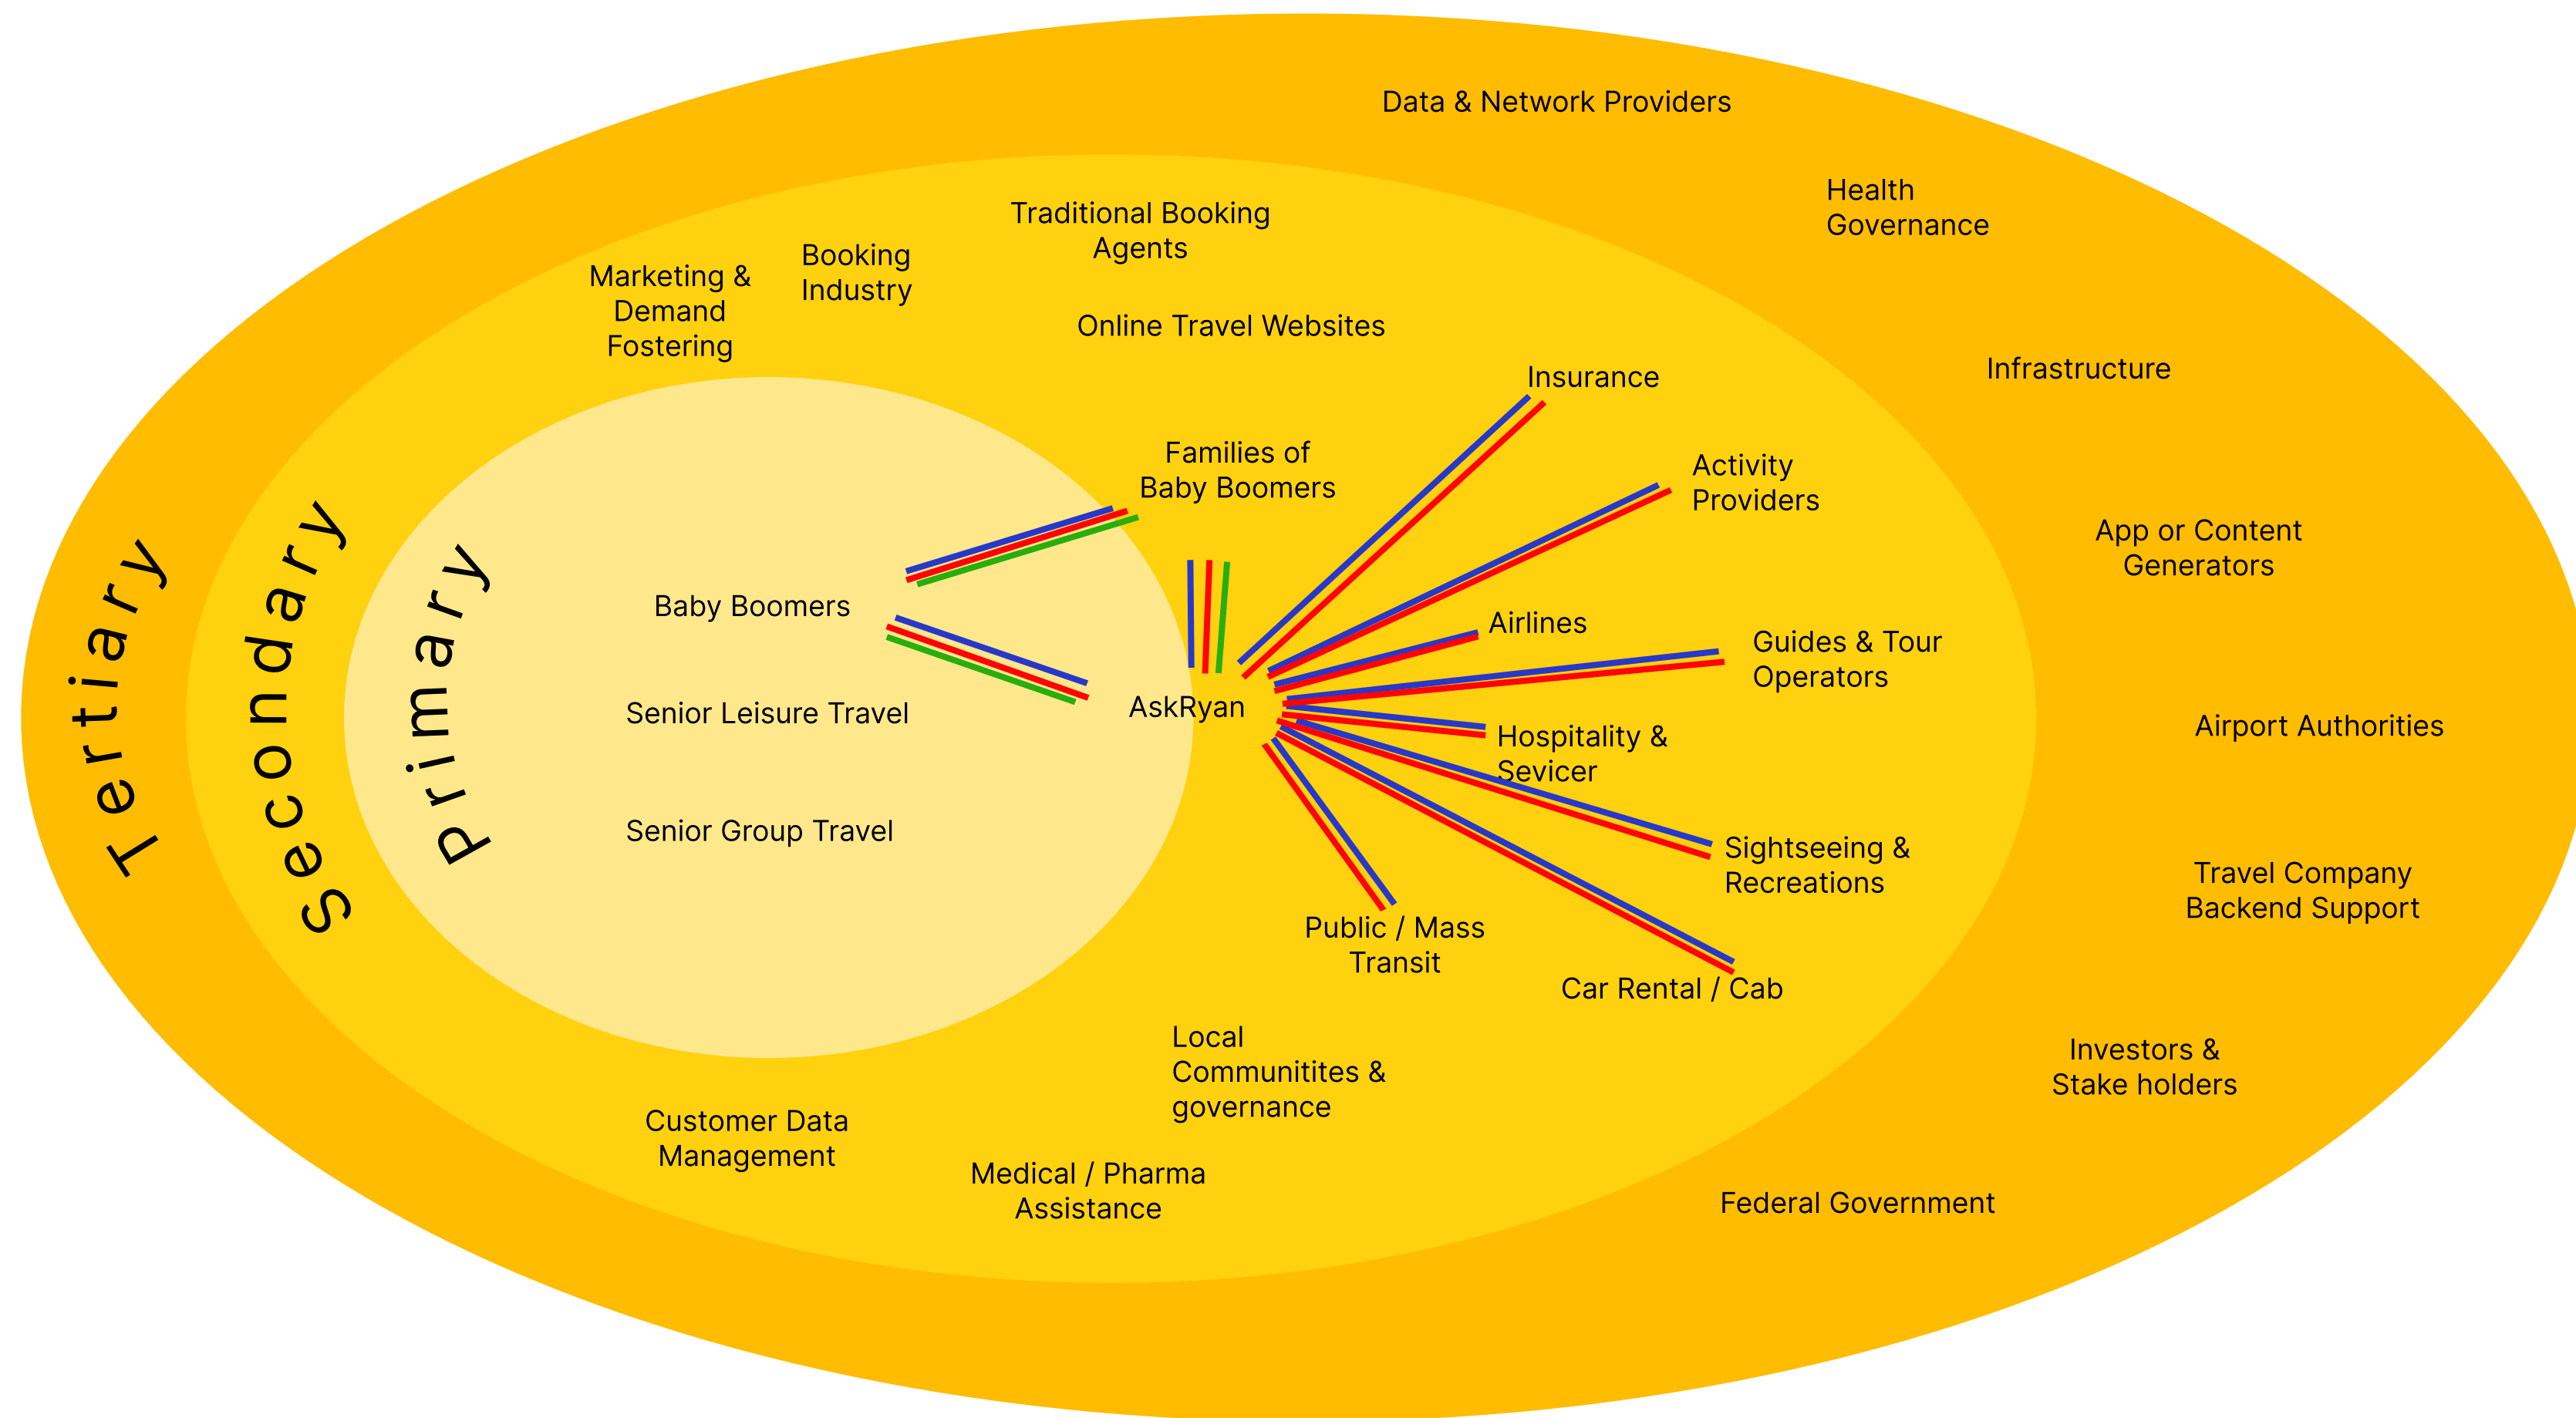 Tertiary
Secondary
Primary
Data & Network Providers
Health
Governance
Traditional Booking
Agents
Booking
Industry
Marketing &
Demand
Fostering
Online Travel Websites
Infrastructure
Insurance
Families of
Baby Boomers
Activity
Providers
App or Content
Generators
Baby Boomers
Airlines
Guides & Tour
Operators
Senior Leisure Travel
AskRyan
Hospitality &
Sevicer
Airport Authorities
Senior Group Travel
Sightseeing &
Recreations
Travel Company
Backend Support
Public / Mass
Transit
Car Rental / Cab
Local
Communitites &
governance
Investors &
Stake holders
Customer Data
Management
Medical / Pharma
Assistance
Federal Government